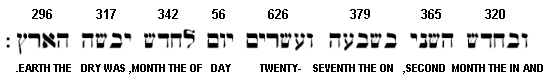 296 317 342 56 626 379 365 320
ובחדש השני בשבעה ועשרים יום לחדש יבשה הארץ :
.EARTH THE DRY WAS ,MONTH THE OF DAY TWENTY- SEVENTH THE ON ,SECOND MONTH THE IN AND